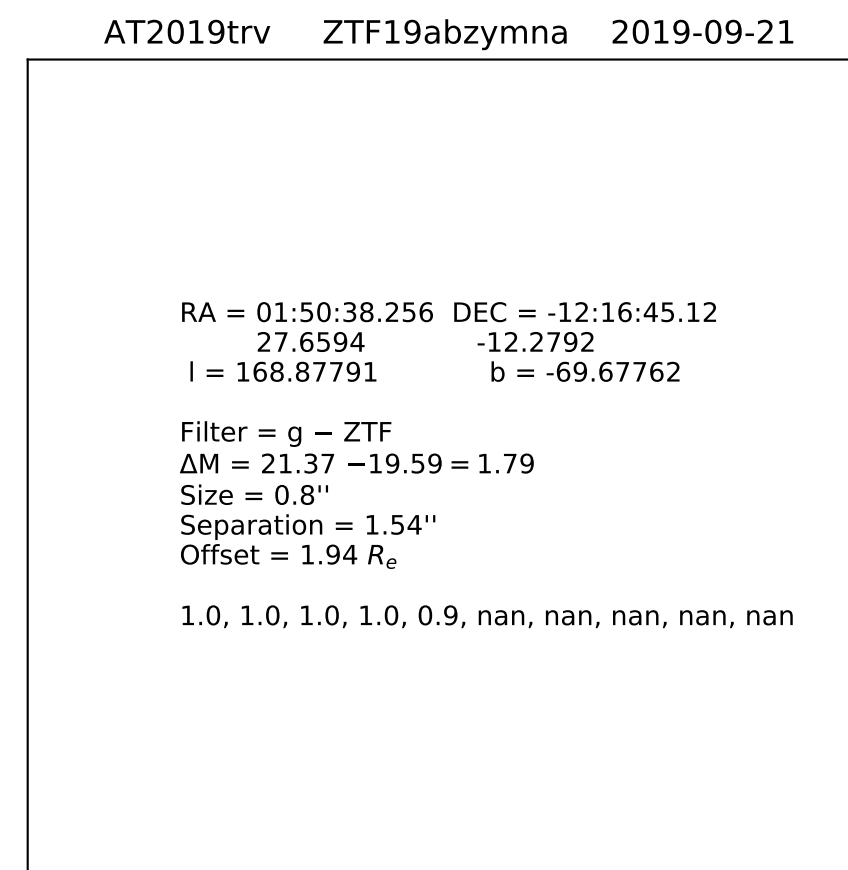 AT2019trv ZTF19abzymna 2019-09-21
RA = 01:50:38.256 DEC = -12:16:45.12
27.6594 -12.2792
l = 168.87791 b = -69.67762
Filter = g − ZTF
ΔM = 21.37 −19.59 = 1.79
Size = 0.8''
Separation = 1.54''
Offset = 1.94 Rₑ
1.0, 1.0, 1.0, 1.0, 0.9, nan, nan, nan, nan, nan